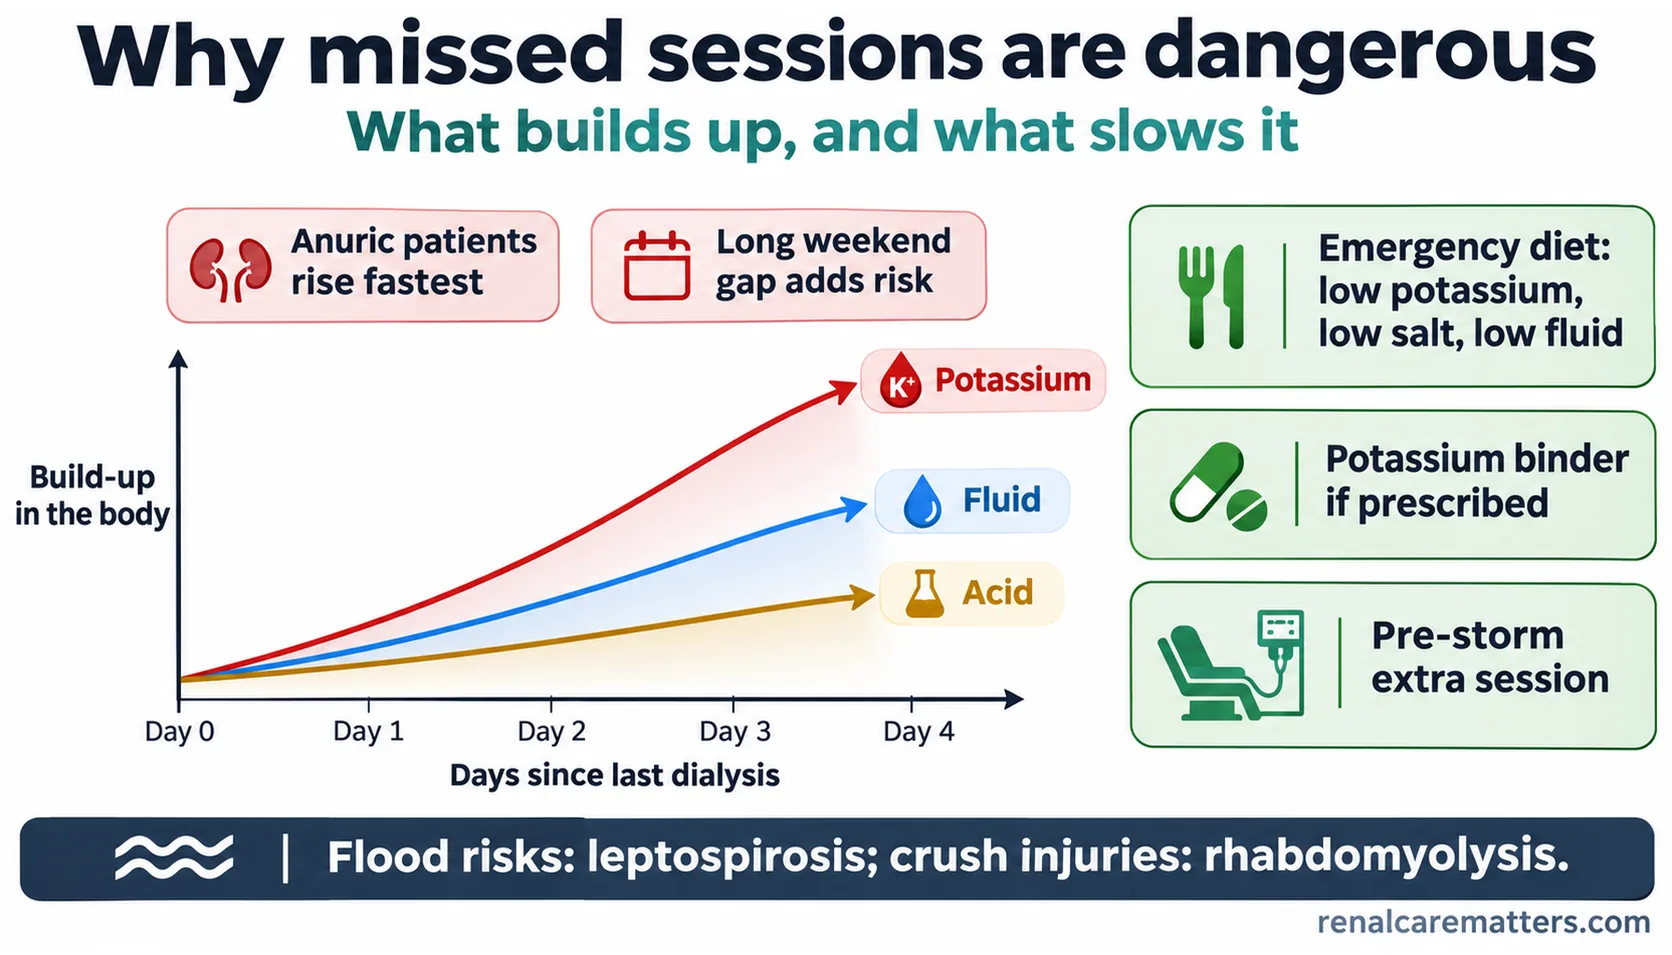 Why missed sessions are dangerous
What builds up, and what slows it
Anuric patients
rise fastest
Long weekend
gap adds risk
Emergency diet:
low potassium,
low salt, low fluid
K+ Potassium
Build-up
in the body
Fluid
Acid
Potassium binder
if prescribed
Pre-storm
extra session
Day 0 Day 1 Day 2 Day 3 Day 4
Days since last dialysis
Flood risks: leptospirosis; crush injuries: rhabdomyolysis.
renalcarematters.com